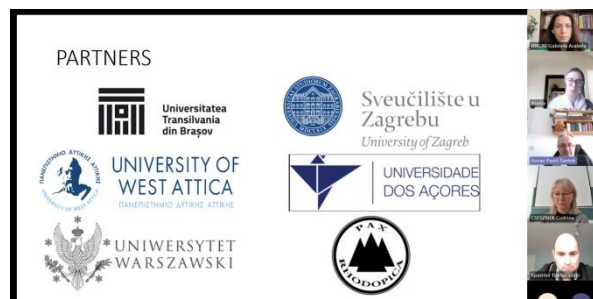 PARTNERS
Universitatea
Transilvania
din Brașov
Sveučilište u
Zagrebu
University of Zagreb
UNIVERSITY OF
WEST ATTICA
ΠΑΝΕΠΙΣΤΗΜΙΟ ΔΥΤΙΚΗΣ ΑΤΤΙΚΗΣ
UNIVERSIDADE
DOS AÇORES
UNIWERSYTET
WARSZAWSKI
PAX
RHODOPICA